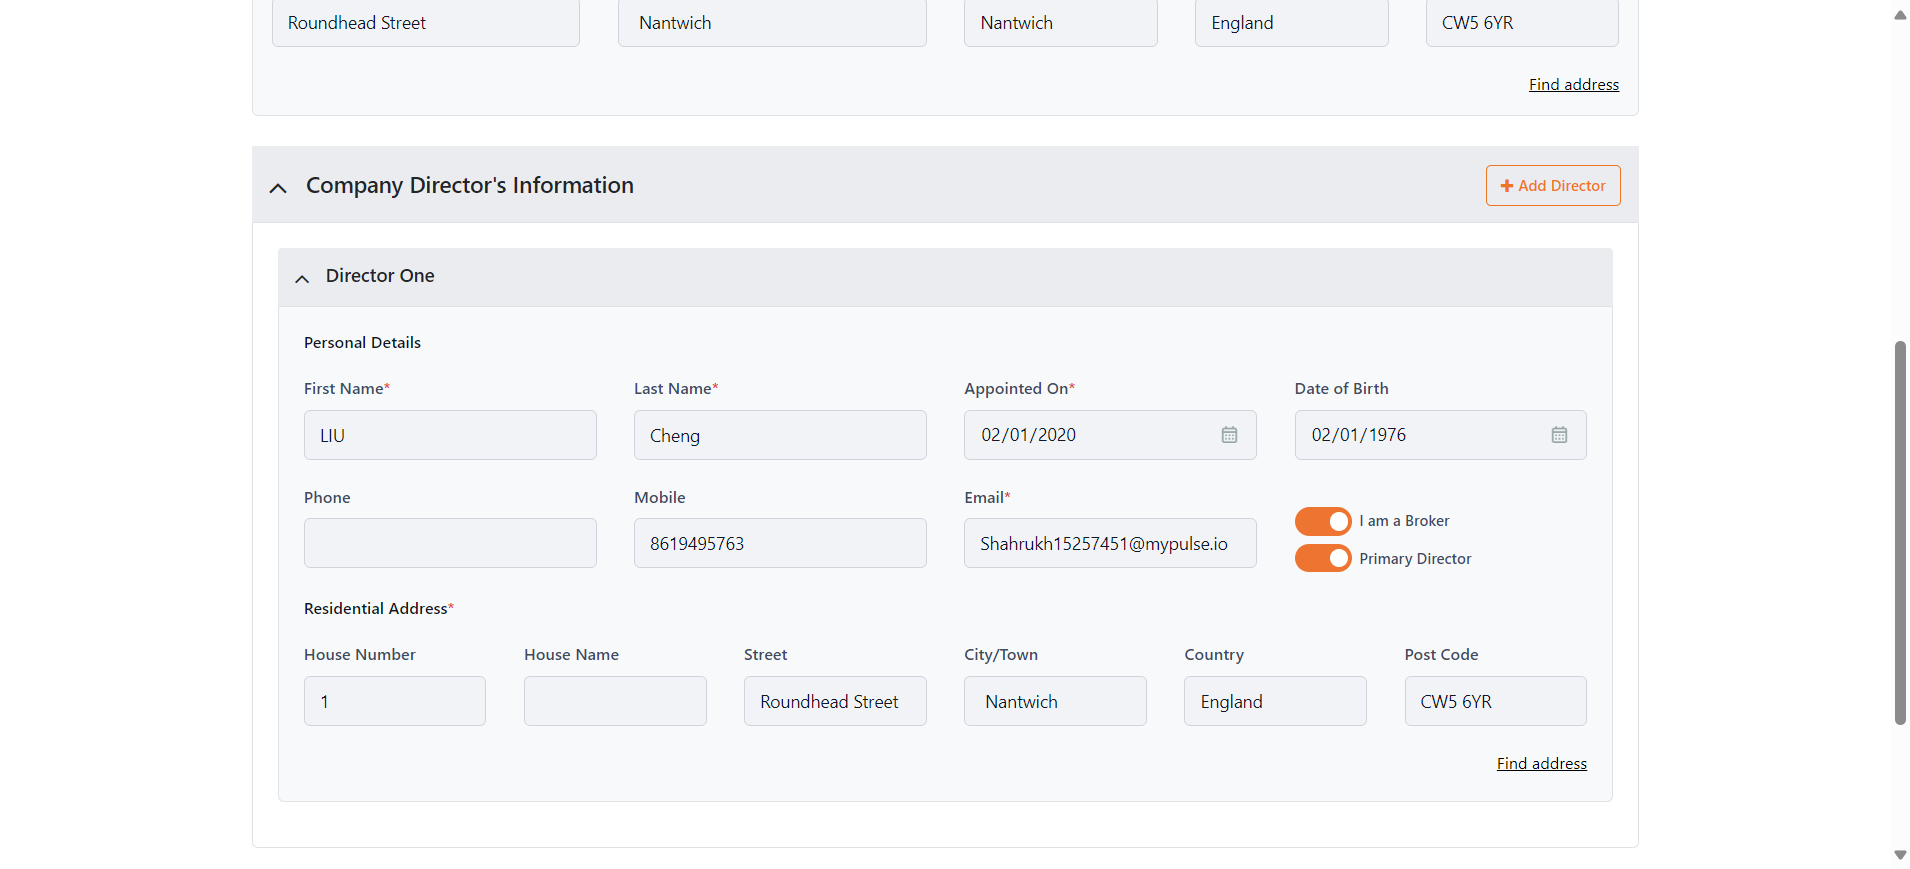 Roundhead Street Nantwich Nantwich England CW5 6YR
Find address
Company Director's Information + Add Director
Director One
Personal Details
First Name* Last Name* Appointed On* Date of Birth
LIU Cheng 02/01/2020 02/01/1976
Phone Mobile Email*
I am a Broker
8619495763 Shahrukh15257451@mypulse.io
Primary Director
Residential Address*
House Number House Name Street City/Town Country Post Code
1 Roundhead Street Nantwich England CW5 6YR
Find address